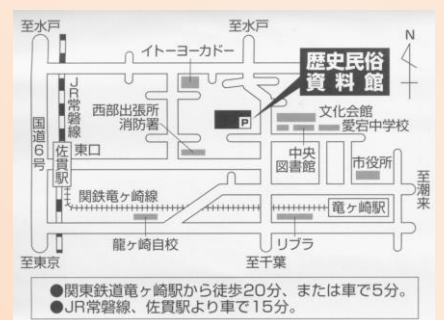 至水戸
至水戸
N
イトーヨーカドー
歴史民俗
資料館
JR常磐線
西部出張所
消防署
P
文化会館
愛宕中学校
国道6号
佐貫駅
東口
中央
図書館
市役所
至潮来
関鉄竜ヶ崎線
竜ヶ崎駅
龍ヶ崎自校
リブラ
至東京
至千葉
●関東鉄道竜ヶ崎駅から徒歩20分、または車で5分。
●JR常磐線、佐貫駅より車で15分。